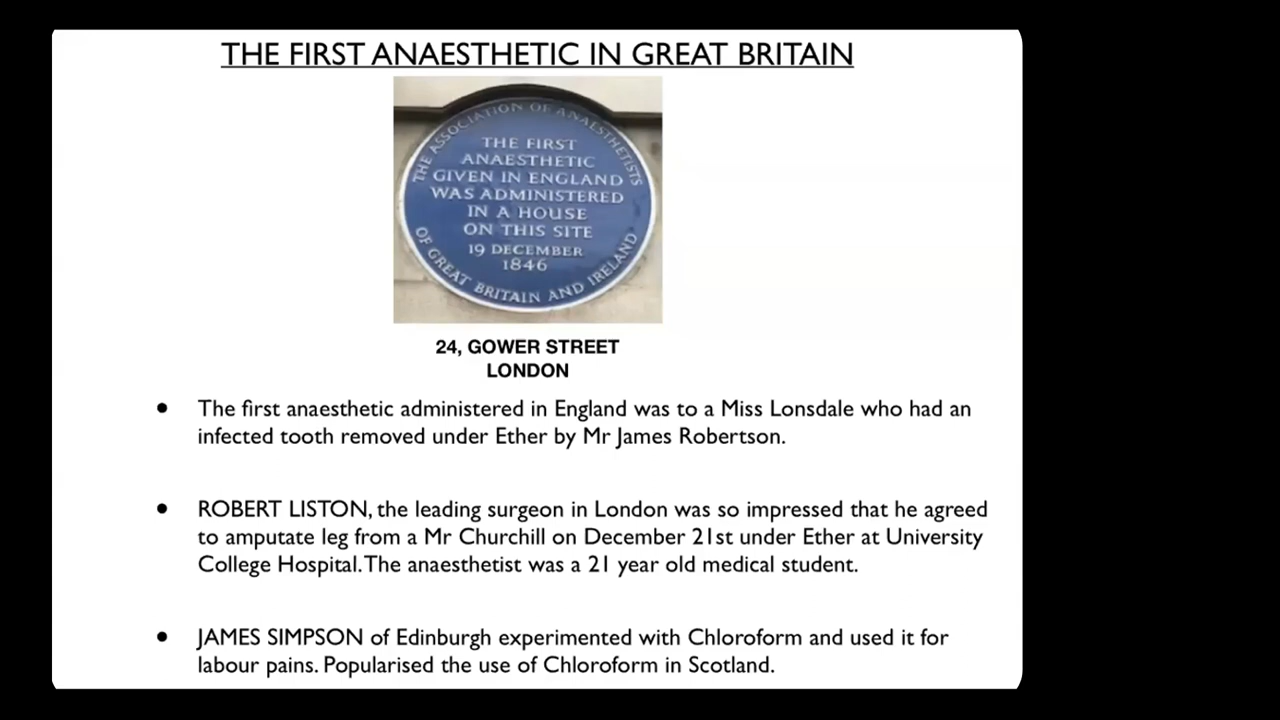 THE FIRST ANAESTHETIC IN GREAT BRITAIN
THE ASSOCIATION OF ANAESTHETISTS
THE FIRST
ANAESTHETIC
GIVEN IN ENGLAND
WAS ADMINISTERED
IN A HOUSE
ON THIS SITE
19 DECEMBER
1846
OF GREAT BRITAIN AND IRELAND
24, GOWER STREET
LONDON
• The first anaesthetic administered in England was to a Miss Lonsdale who had an
infected tooth removed under Ether by Mr James Robertson.
• ROBERT LISTON, the leading surgeon in London was so impressed that he agreed
to amputate leg from a Mr Churchill on December 21st under Ether at University
College Hospital. The anaesthetist was a 21 year old medical student.
• JAMES SIMPSON of Edinburgh experimented with Chloroform and used it for
labour pains. Popularised the use of Chloroform in Scotland.